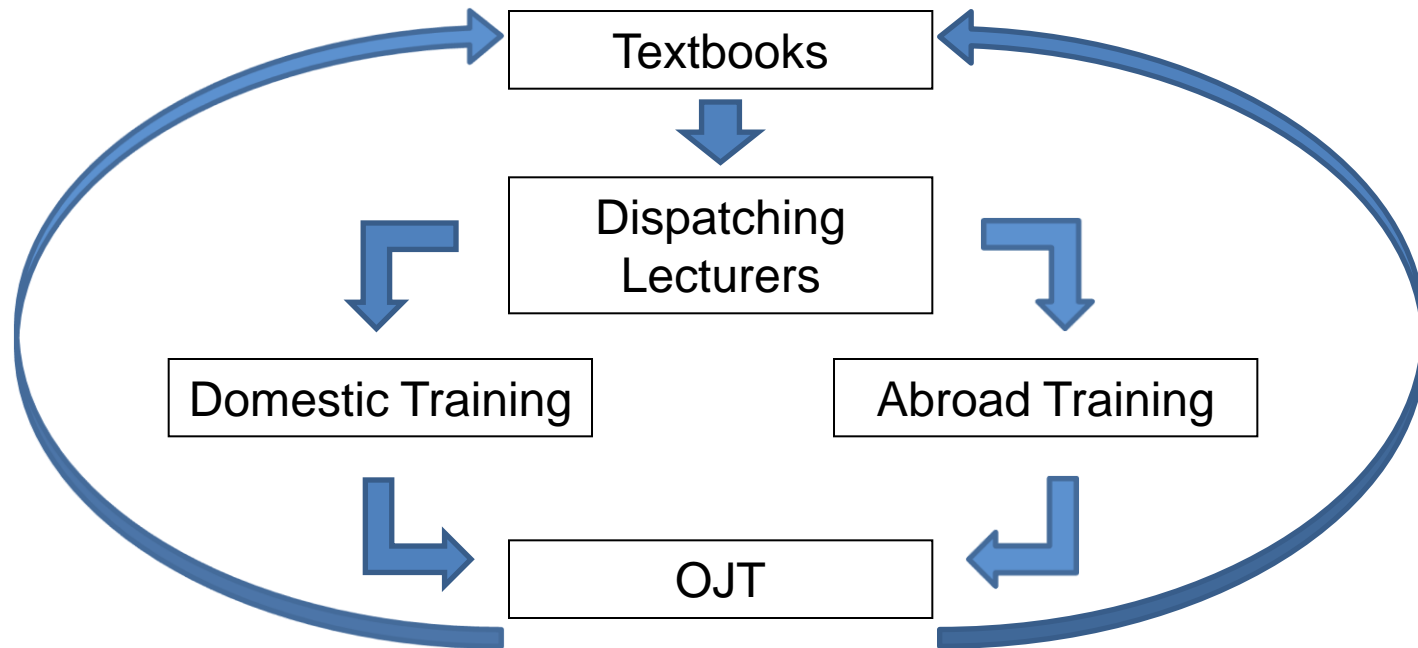 Textbooks
Dispatching
Lecturers
Domestic Training
Abroad Training
OJT